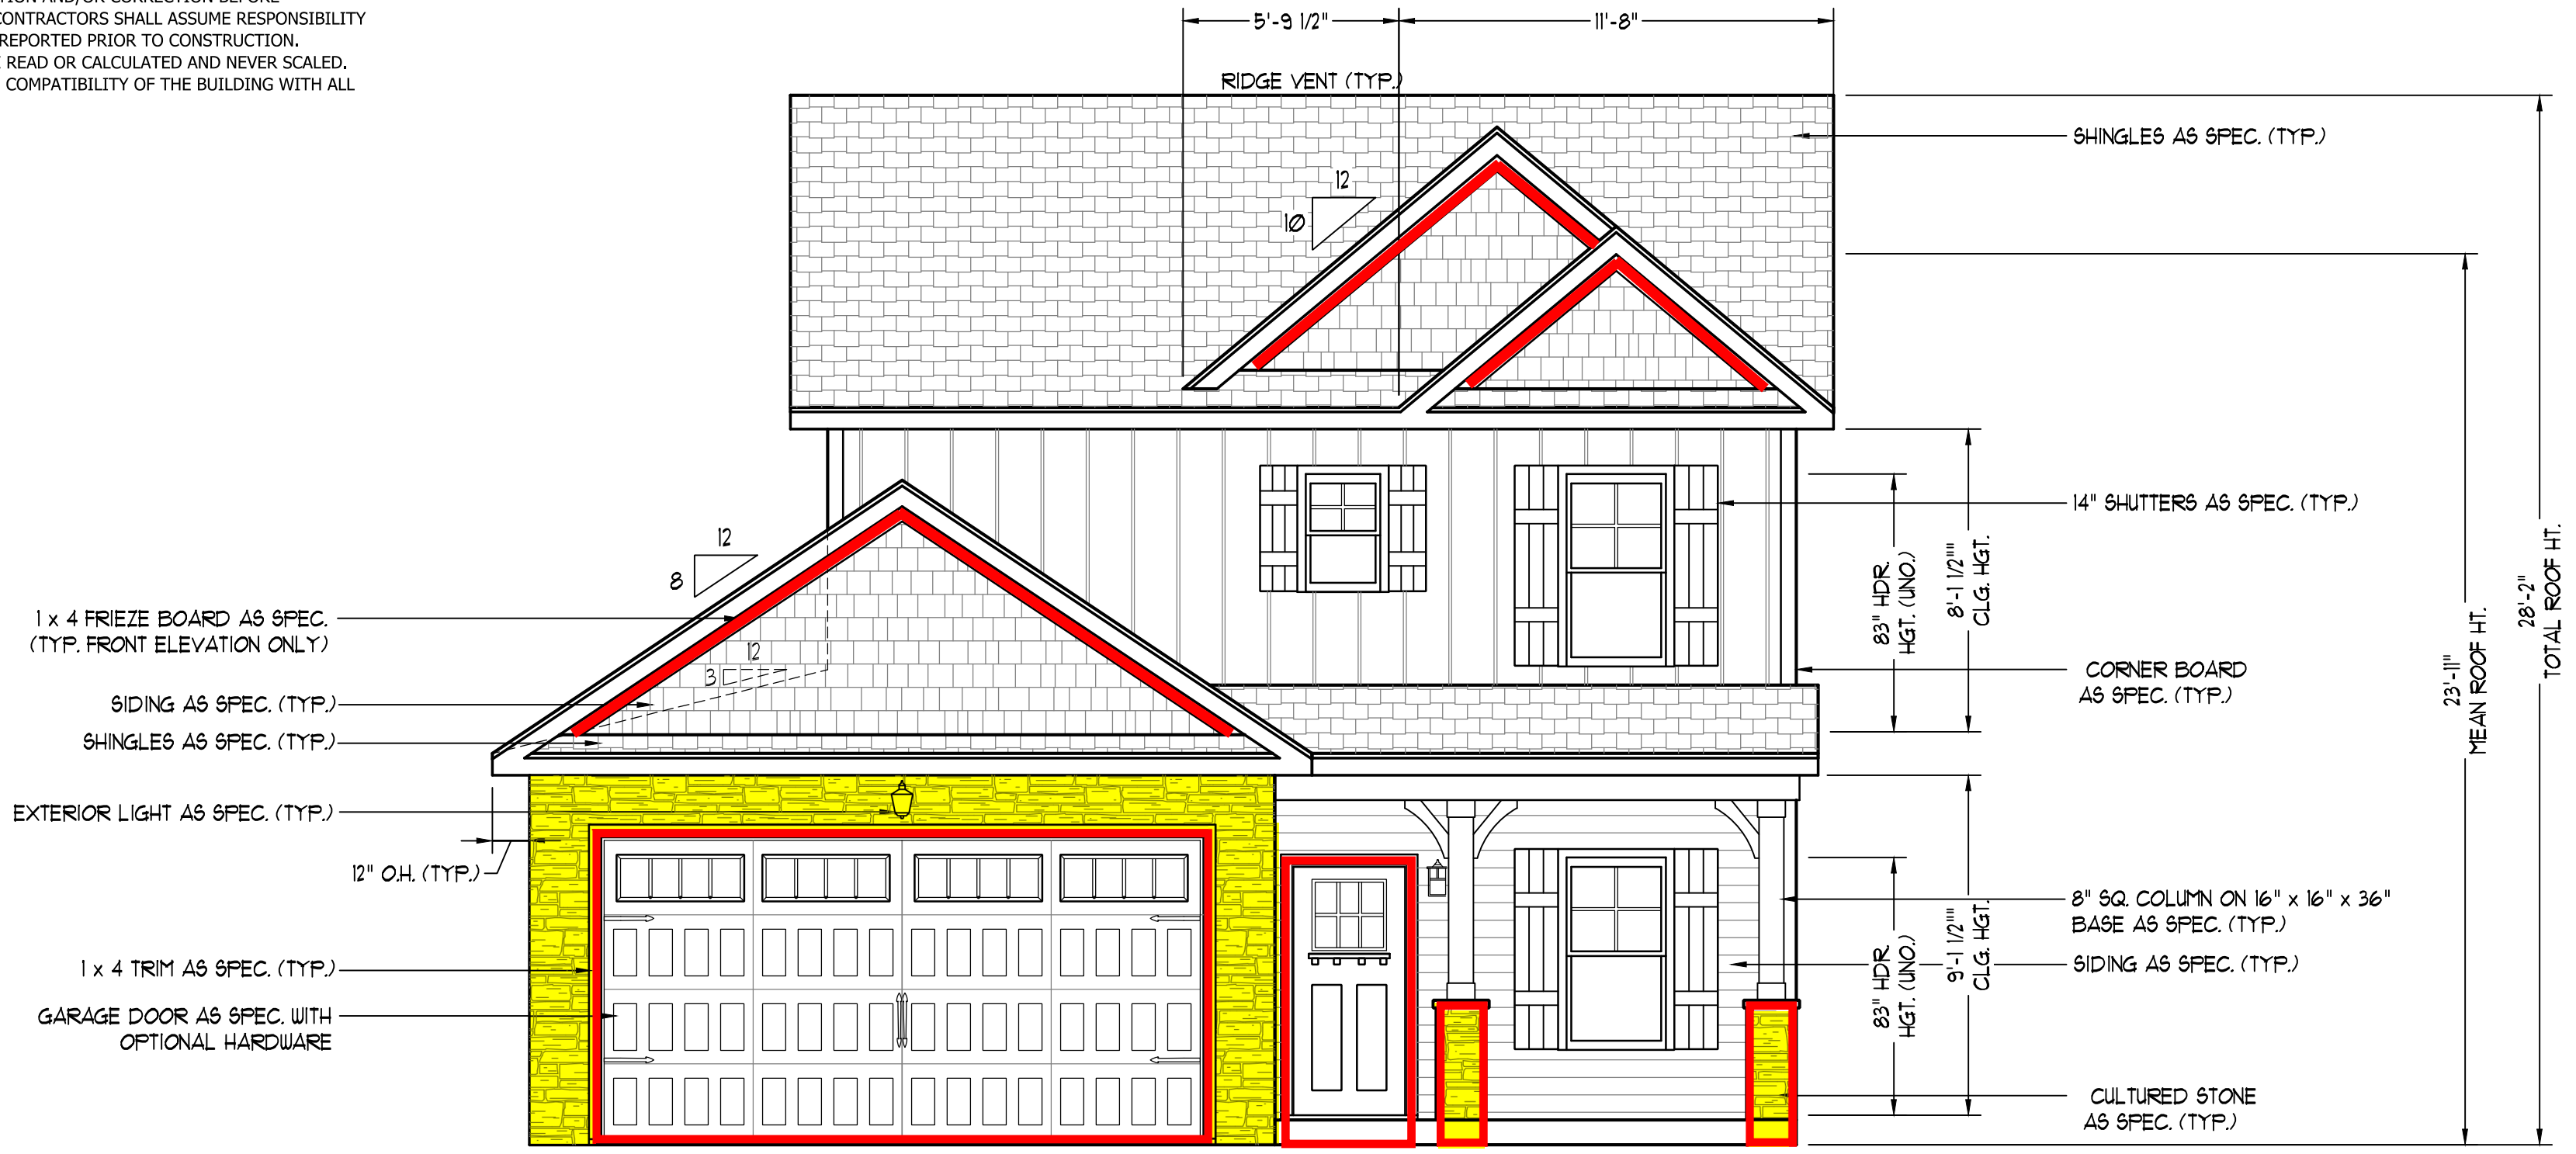 TION AND/OR CORRECTION BEFORE
CONTRACTORS SHALL ASSUME RESPONSIBILITY
REPORTED PRIOR TO CONSTRUCTION.
READ OR CALCULATED AND NEVER SCALED.
COMPATIBILITY OF THE BUILDING WITH ALL
5'-9 1/2"
11'-8"
RIDGE VENT (TYP.)
SHINGLES AS SPEC. (TYP.)
12
10
14" SHUTTERS AS SPEC. (TYP.)
12
8
83" HDR.
HGT. (UNO.)
8'-1 1/2""
CLG. HGT.
28'-2"
TOTAL ROOF HT.
23'-11"
MEAN ROOF HT.
1 x 4 FRIEZE BOARD AS SPEC.
(TYP. FRONT ELEVATION ONLY)
12
3
CORNER BOARD
AS SPEC. (TYP.)
SIDING AS SPEC. (TYP.)
SHINGLES AS SPEC. (TYP.)
EXTERIOR LIGHT AS SPEC. (TYP.)
12" O.H. (TYP.)
8" SQ. COLUMN ON 16" x 16" x 36"
BASE AS SPEC. (TYP.)
83" HDR.
HGT. (UNO.)
9'-1 1/2""
CLG. HGT.
SIDING AS SPEC. (TYP.)
1 x 4 TRIM AS SPEC. (TYP.)
GARAGE DOOR AS SPEC. WITH
OPTIONAL HARDWARE
CULTURED STONE
AS SPEC. (TYP.)